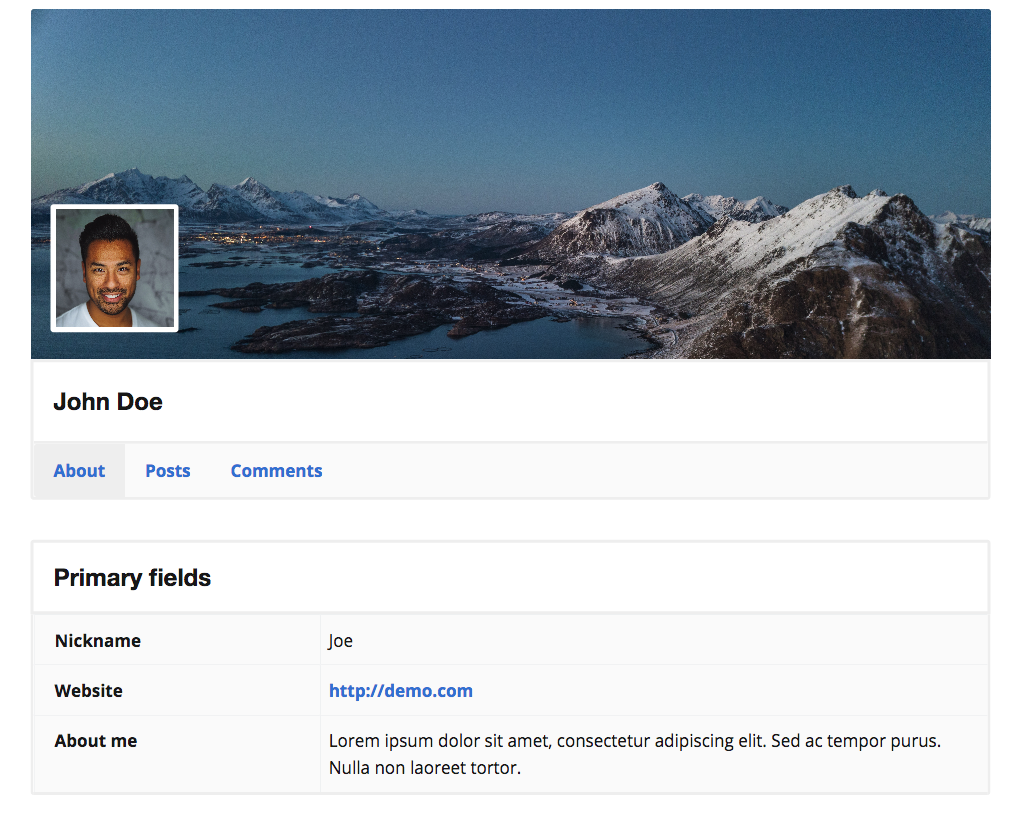 John Doe
About Posts Comments
Primary fields
Nickname Joe
Website http://demo.com
About me Lorem ipsum dolor sit amet, consectetur adipiscing elit. Sed ac tempor purus.
Nulla non laoreet tortor.